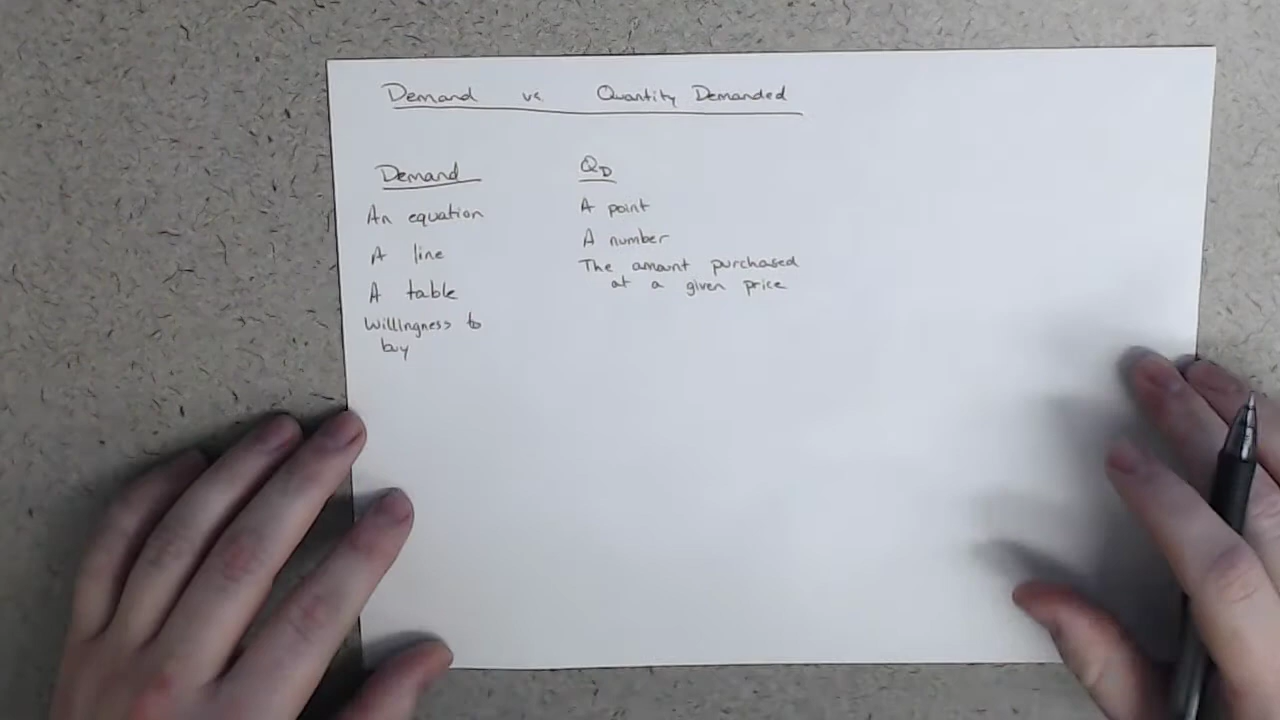 Demand vs Quantity Demanded
Demand
An equation
A line
A table
Willingness to
buy
QD
A point
A number
The amount purchased
at a given price